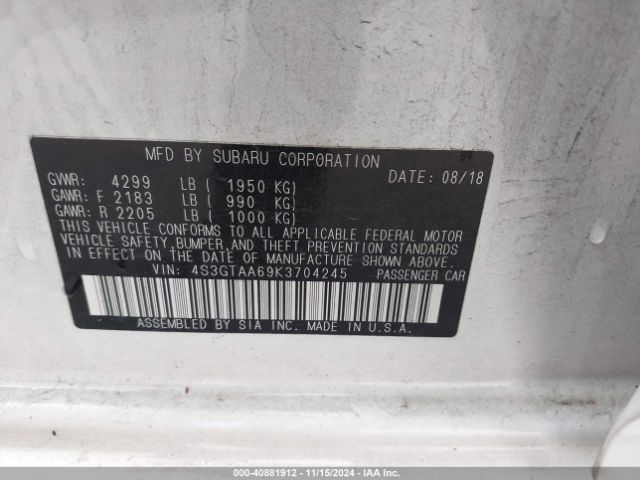 MFD BY SUBARU CORPORATION
DATE: 08/18
GVWR: 4299 LB ( 1950 KG)
GAWR: F 2183 LB ( 990 KG)
GAWR: R 2205 LB ( 1000 KG)
THIS VEHICLE CONFORMS TO ALL APPLICABLE FEDERAL MOTOR
VEHICLE SAFETY, BUMPER, AND THEFT PREVENTION STANDARDS
IN EFFECT ON THE DATE OF MANUFACTURE SHOWN ABOVE.
VIN: 4S3GTAA69K3704245 PASSENGER CAR
ASSEMBLED BY SIA INC. MADE IN U.S.A.
000-40881912 - 11/15/2024 - IAA Inc.